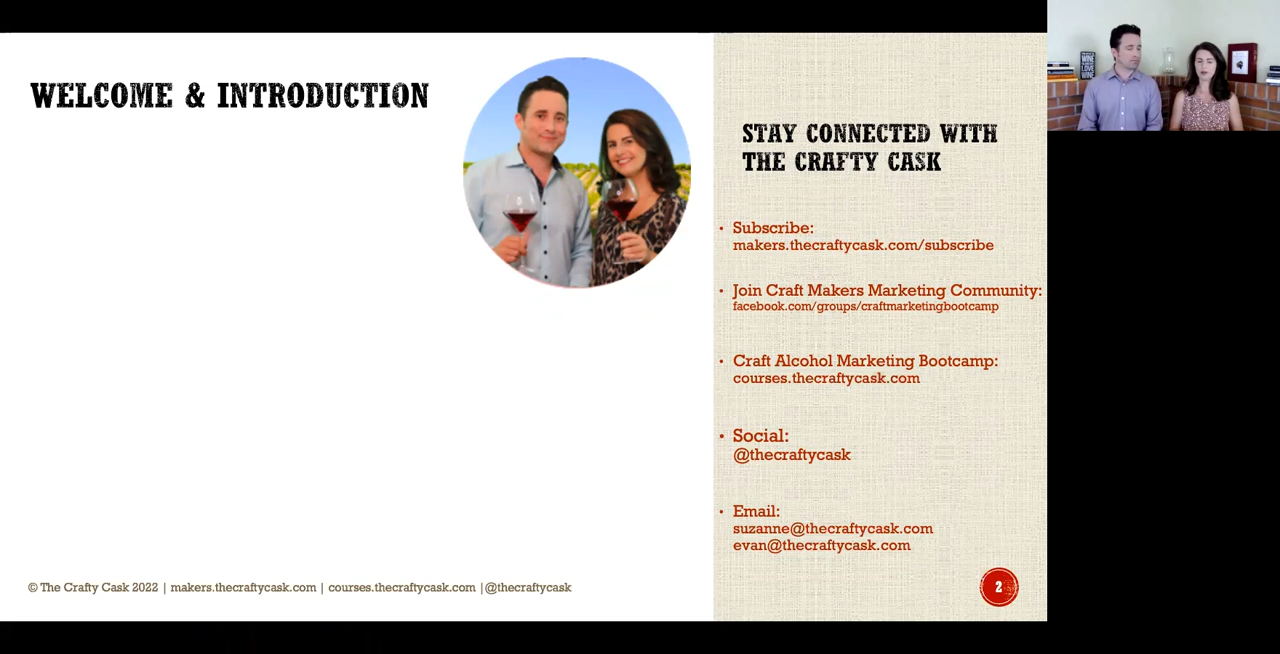 WELCOME & INTRODUCTION
STAY CONNECTED WITH
THE CRAFTY CASK
• Subscribe:
makers.thecraftycask.com/subscribe
• Join Craft Makers Marketing Community:
facebook.com/groups/craftmarketingbootcamp
• Craft Alcohol Marketing Bootcamp:
courses.thecraftycask.com
• Social:
@thecraftycask
• Email:
suzanne@thecraftycask.com
evan@thecraftycask.com
© The Crafty Cask 2022 | makers.thecraftycask.com | courses.thecraftycask.com |@thecraftycask
2